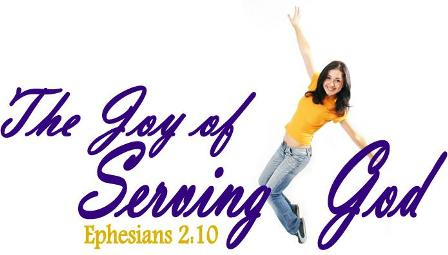 The Joy of
Serving God
Ephesians 2:10